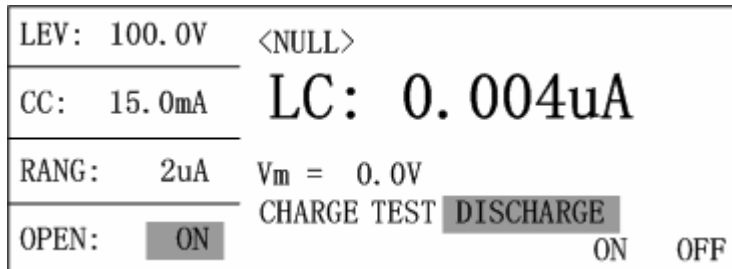 LEV: 100.0V
<NULL>
CC: 15.0mA
LC: 0.004uA
RANG: 2uA
Vm = 0.0V
CHARGE TEST DISCHARGE
OPEN: ON
ON OFF